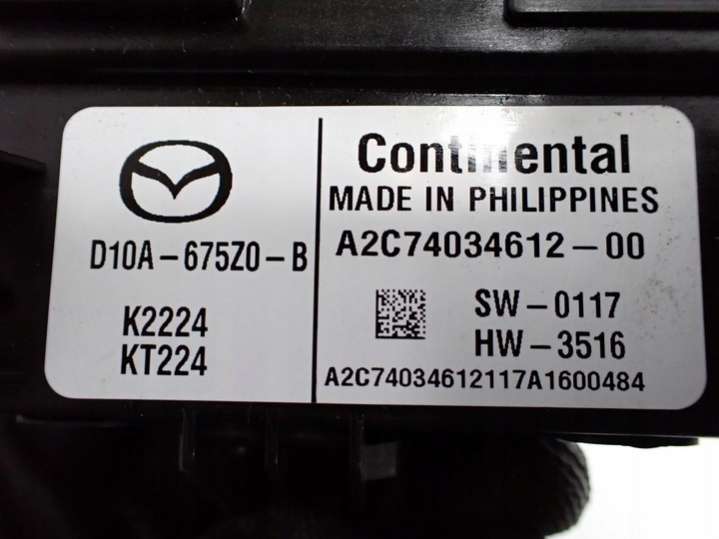 D10A-675Z0-B
K2224
KT224
Continental
MADE IN PHILIPPINES
A2C74034612-00
SW-0117
HW-3516
A2C74034612117A1600484